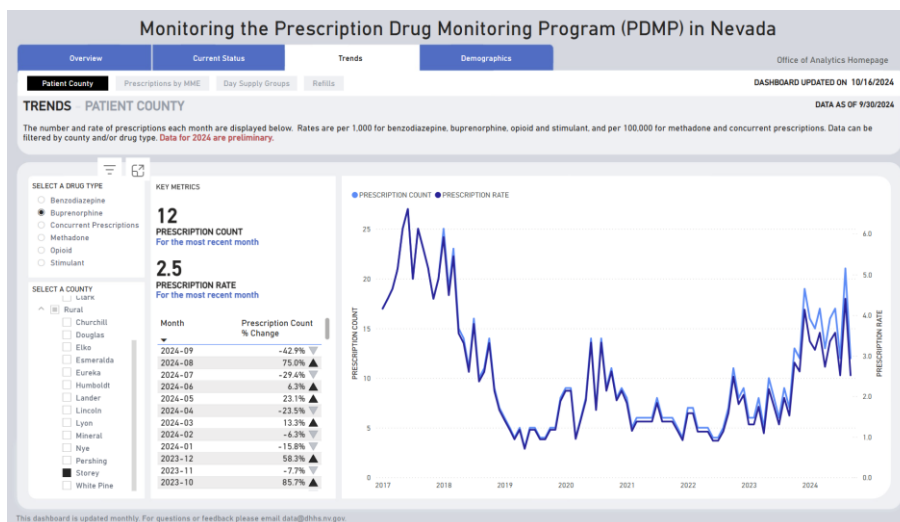 Monitoring the Prescription Drug Monitoring Program (PDMP) in Nevada
Overview
Current Status
Trends
Demographics
Office of Analytics Homepage
Patient County
Prescriptions by MME
Day Supply Groups
Refills
DASHBOARD UPDATED ON 10/16/2024
TRENDS - PATIENT COUNTY
DATA AS OF 9/30/2024
The number and rate of prescriptions each month are displayed below. Rates are per 1,000 for benzodiazepine, buprenorphine, opioid and stimulant, and per 100,000 for methadone and concurrent prescriptions. Data can be
filtered by county and/or drug type. Data for 2024 are preliminary.
SELECT A DRUG TYPE
Benzodiazepine
Buprenorphine
Concurrent Prescriptions
Methadone
Opioid
Stimulant
SELECT A COUNTY
Clark
Rural
Churchill
Douglas
Elko
Esmeralda
Eureka
Humboldt
Lander
Lincoln
Lyon
Mineral
Nye
Pershing
Storey
White Pine
KEY METRICS
12
PRESCRIPTION COUNT
For the most recent month
2.5
PRESCRIPTION RATE
For the most recent month
Month Prescription Count
% Change
2024-09 -42.9%
2024-08 75.0%
2024-07 -29.4%
2024-06 6.3%
2024-05 23.1%
2024-04 -23.5%
2024-03 13.3%
2024-02 -6.3%
2024-01 -15.8%
2023-12 58.3%
2023-11 -7.7%
2023-10 85.7%
PRESCRIPTION COUNT PRESCRIPTION RATE
PRESCRIPTION COUNT
25
20
15
10
5
0
2017 2018 2019 2020 2021 2022 2023 2024
6.0
5.0
4.0
3.0
2.0
1.0
0.0
PRESCRIPTION RATE
This dashboard is updated monthly. For questions or feedback please email data@dhhs.nv.gov.